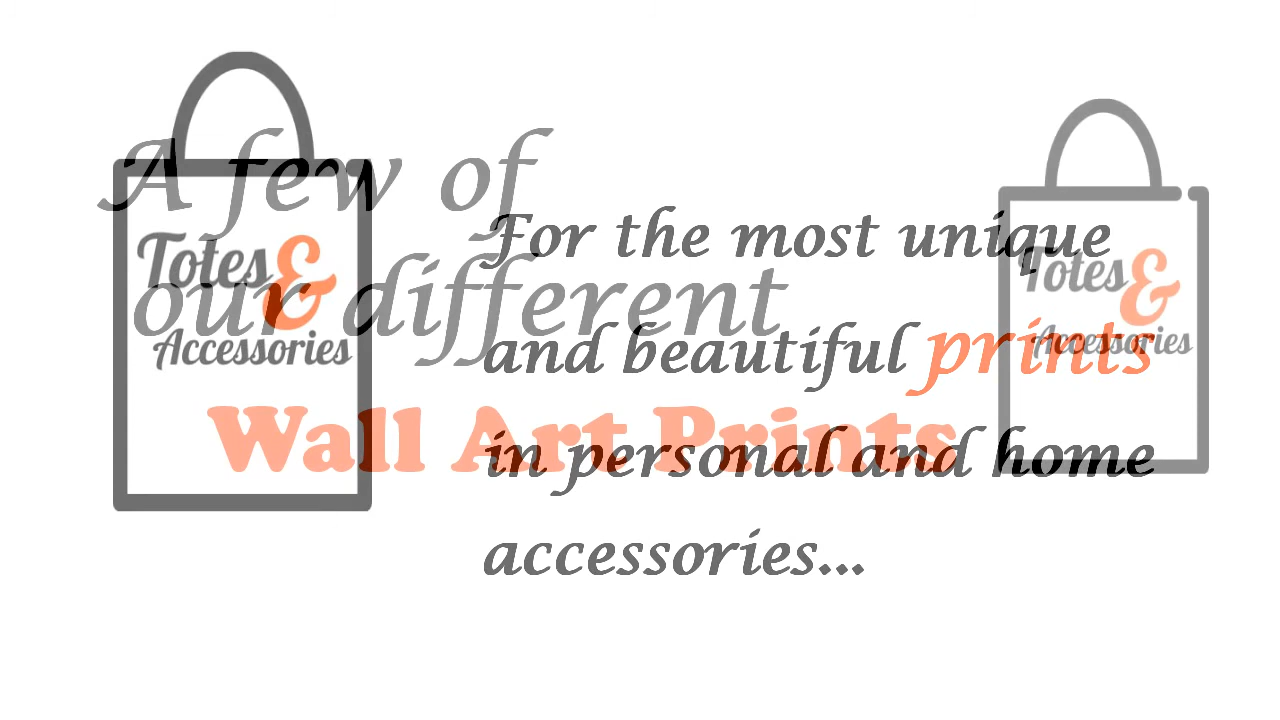 A few of
our different
Wall Art Prints
Totes &
Accessories
For the most unique
and beautiful prints
in personal and home
accessories...
Totes &
Accessories